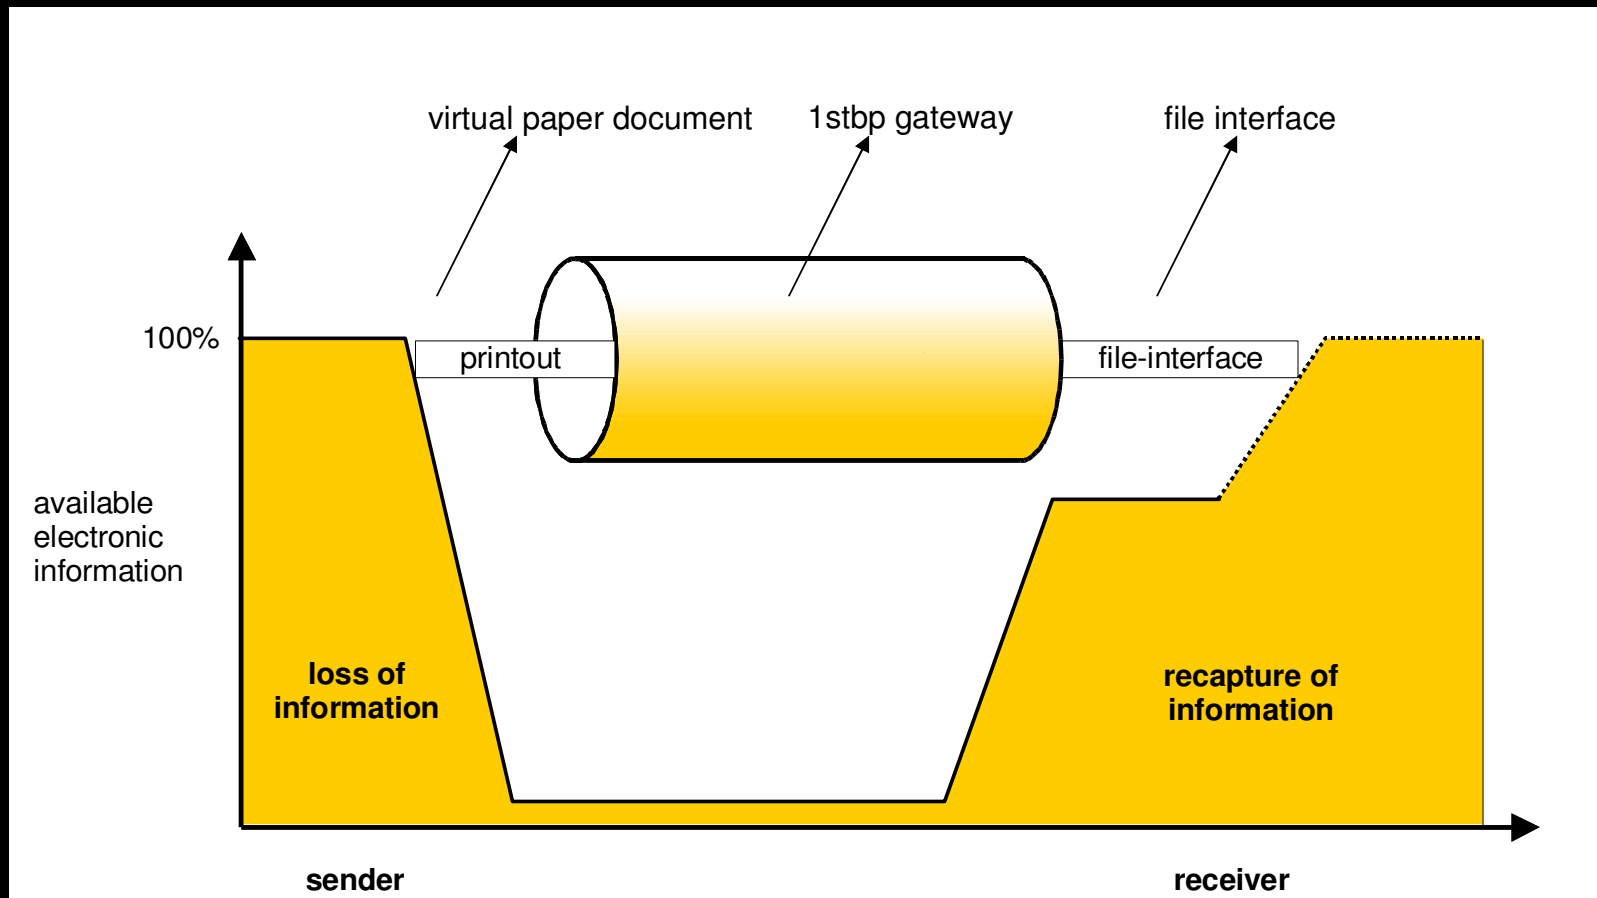 virtual paper document
1stbp gateway
file interface
100%
printout
file-interface
available
electronic
information
loss of
information
recapture of
information
sender
receiver